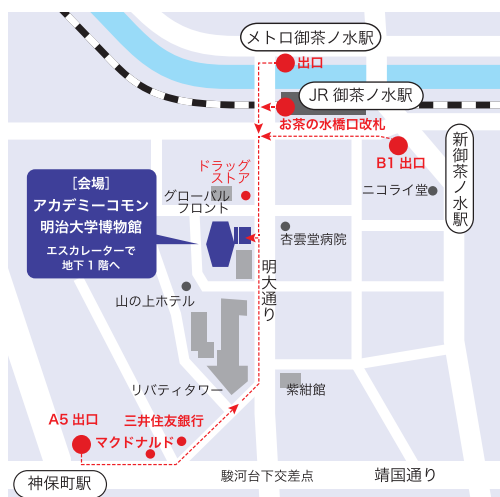 メトロ御茶ノ水駅
出口
JR 御茶ノ水駅
お茶の水橋口改札
新御茶ノ水駅
B1 出口
ドラッグ
ストア
ニコライ堂
グローバル
フロント
［会場］
アカデミーコモン
明治大学博物館
エスカレーターで
地下 1 階へ
杏雲堂病院
明大通り
山の上ホテル
リバティタワー
紫紺館
A5 出口
三井住友銀行
マクドナルド
神保町駅
駿河台下交差点
靖国通り